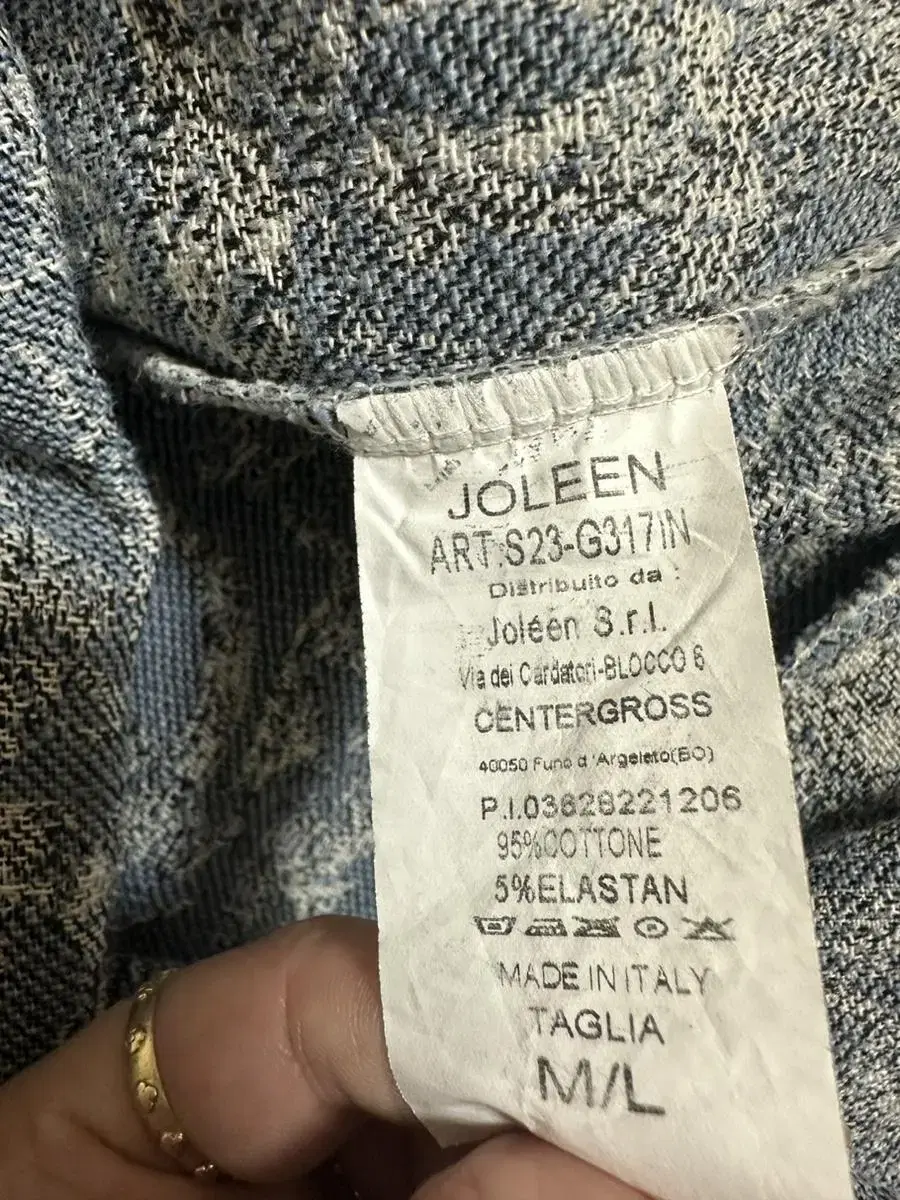 JOLEEN
ART.S23-G317IN
Distribuito da :
Joléén S.r.l.
Via dei Cardatori-BLOCCO 6
CENTERGROSS
40050 Funo d'Argelato(BO)
P.I.03628221206
95%COTTONE
5%ELASTAN
MADE IN ITALY
TAGLIA
M/L